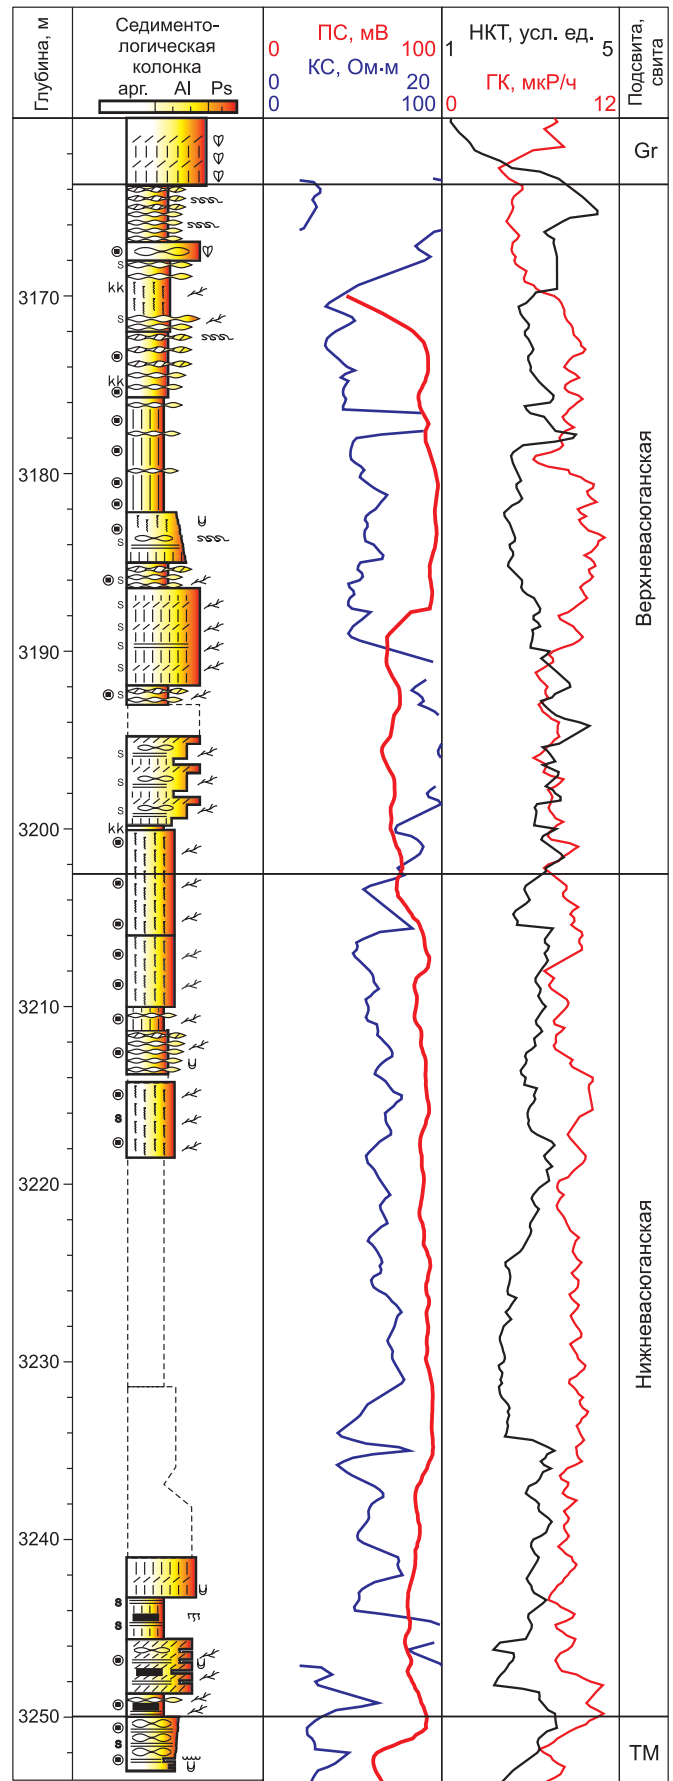 Глубина, м
Седименто-
логическая
колонка
арг. Al Ps
0 ПС, мВ 100
КС, Ом·м
0 20
0 100
НКТ, усл. ед.
1 5
ГК, мкР/ч
0 12
Подсвита,
свита
Gr
s
kk
3170
s
kk
3180
s
s
Верхневасюганская
s
s
3190
s
s
s
s
s
s
3200
kk
3210
s
3220
Нижневасюганская
3230
3240
s
s
3250
s
ТМ